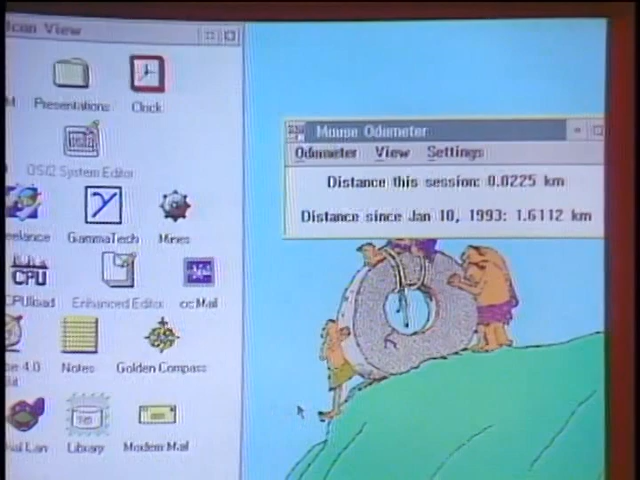 Icon View
Presentations
Clock
OS/2 System Editor
GammaTech
Mines
CPU
Enhanced Editor
cc:Mail
Notes
Golden Compass
Library
Modem Mail
Mouse Odometer
Odometer View Settings
Distance this session: 0.0225 km
Distance since Jan 10, 1993: 1.6112 km